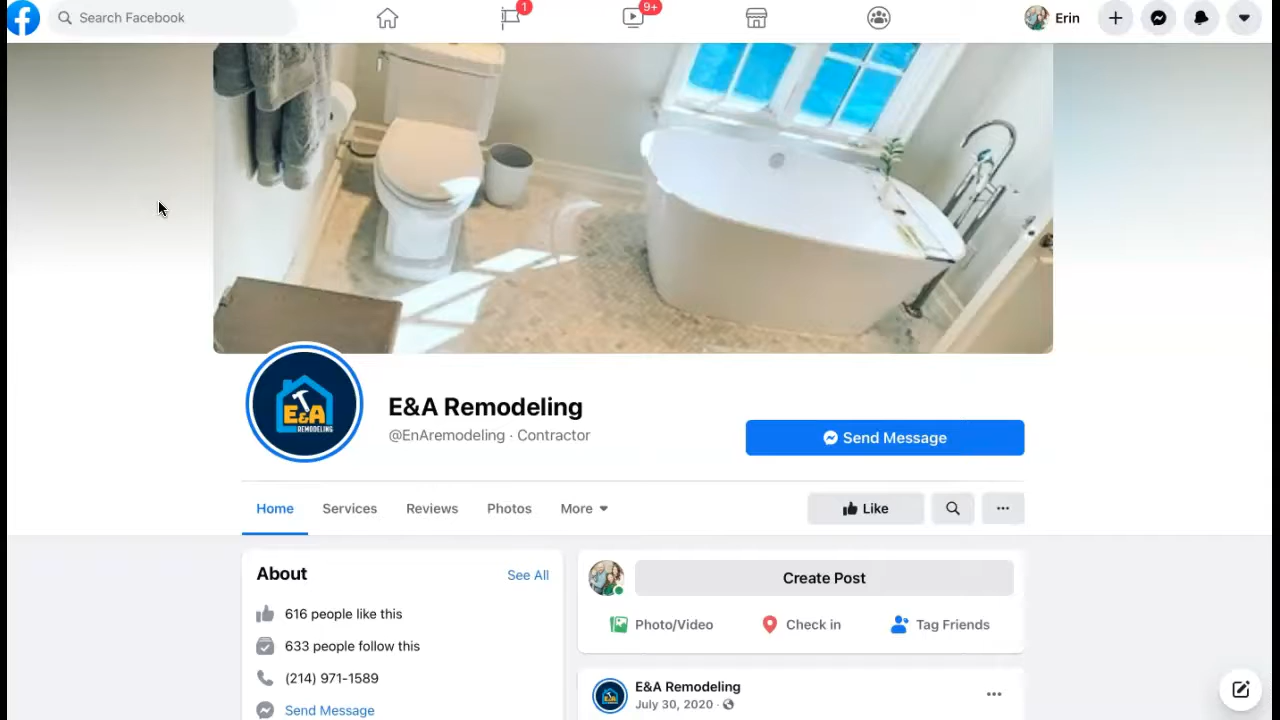 Search Facebook
1
9+
Erin
E&A
REMODELING
E&A Remodeling
@EnAremodeling · Contractor
Send Message
Home
Services
Reviews
Photos
More
Like
About
See All
616 people like this
633 people follow this
(214) 971-1589
Send Message
Create Post
Photo/Video
Check in
Tag Friends
E&A Remodeling
July 30, 2020 ·